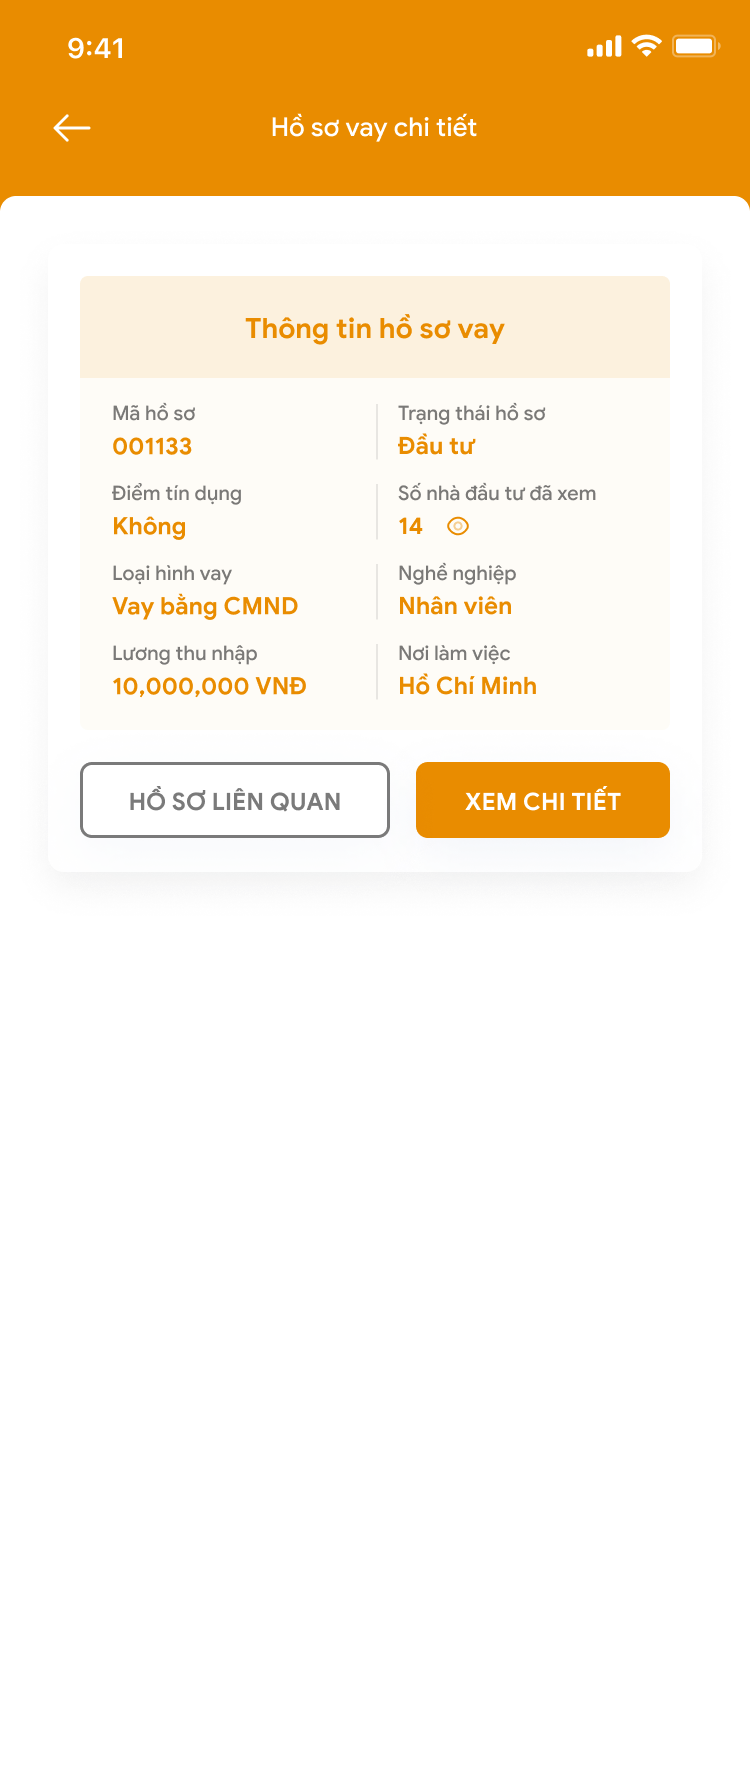 9:41
Hồ sơ vay chi tiết
Thông tin hồ sơ vay
Mã hồ sơ
001133
Trạng thái hồ sơ
Đầu tư
Điểm tín dụng
Không
Số nhà đầu tư đã xem
14
Loại hình vay
Vay bằng CMND
Nghề nghiệp
Nhân viên
Lương thu nhập
10,000,000 VNĐ
Nơi làm việc
Hồ Chí Minh
HỒ SƠ LIÊN QUAN
XEM CHI TIẾT